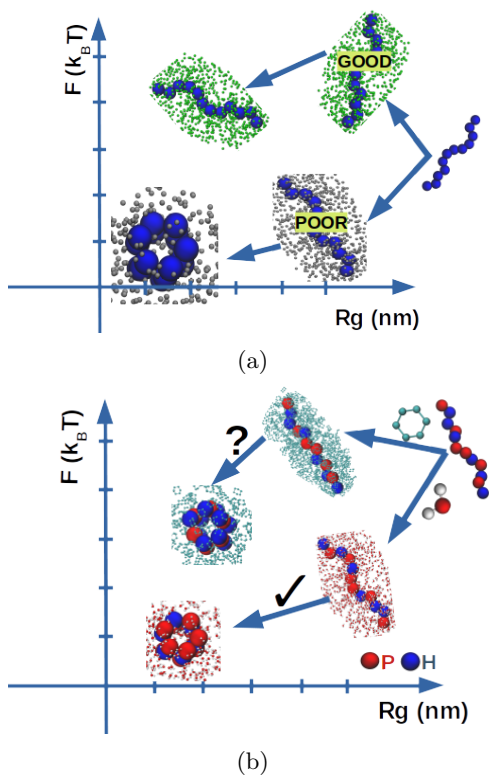 F (kBT)
GOOD
POOR
Rg (nm)
(a)
F (kBT)
?
✓
P H
Rg (nm)
(b)